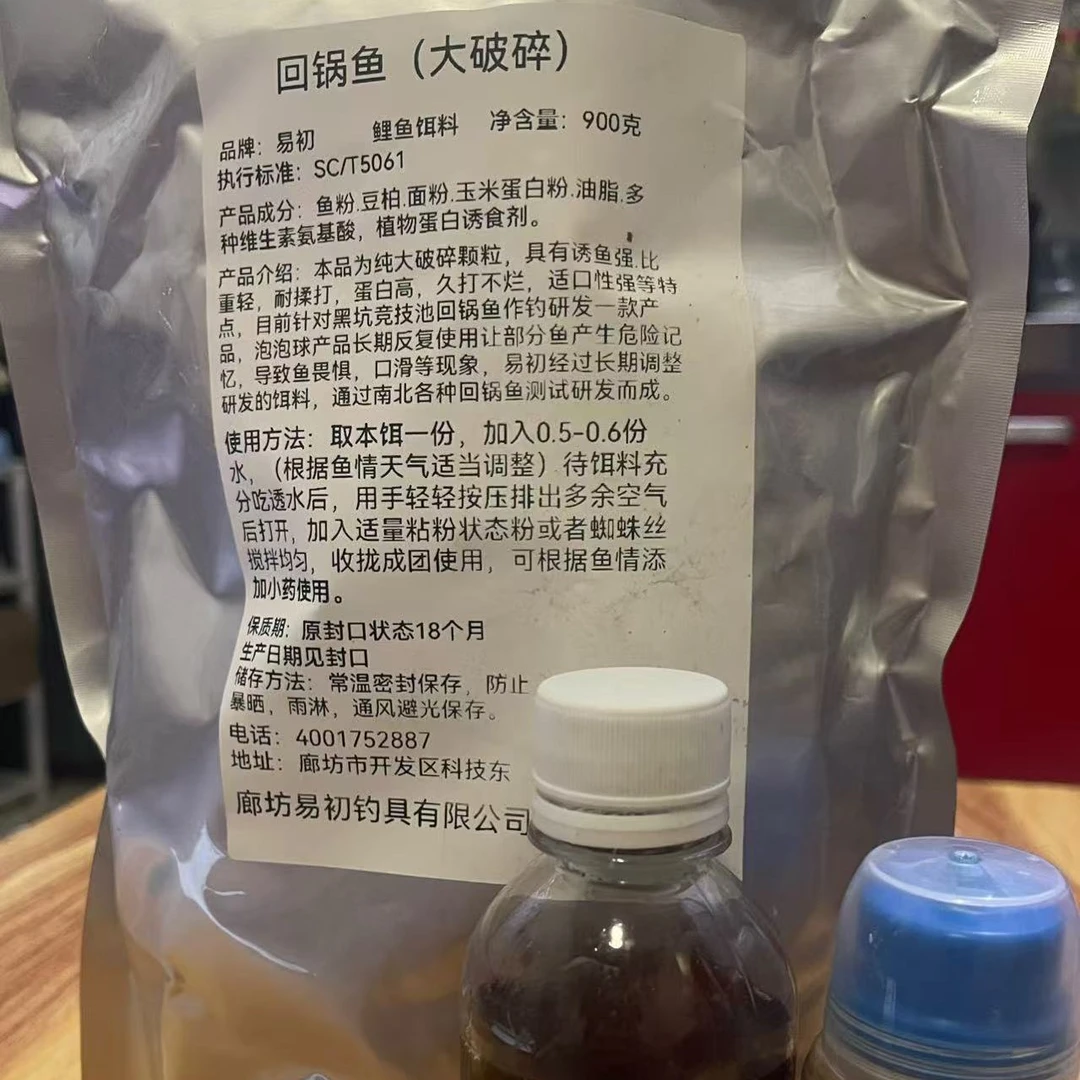 回锅鱼（大破碎）
品牌：易初 鲤鱼饵料 净含量：900克
执行标准：SC/T5061
产品成分：鱼粉.豆柏.面粉.玉米蛋白粉.油脂.多
种维生素氨基酸，植物蛋白诱食剂。
产品介绍：本品为纯大破碎颗粒，具有诱鱼强.比
重轻，耐揉打，蛋白高，久打不烂，适口性强等特
点，目前针对黑坑竞技池回锅鱼作钓研发一款产
品，泡泡球产品长期反复使用让部分鱼产生危险记
忆，导致鱼畏惧，口滑等现象，易初经过长期调整
研发的饵料，通过南北各种回锅鱼测试研发而成。
使用方法：取本饵一份，加入0.5-0.6份
水，（根据鱼情天气适当调整）待饵料充
分吃透水后，用手轻轻按压排出多余空气
后打开，加入适量粘粉状态粉或者蜘蛛丝
搅拌均匀，收拢成团使用，可根据鱼情添
加小药使用。
保质期：原封口状态18个月
生产日期见封口
储存方法：常温密封保存，防止
暴晒，雨淋，通风避光保存。
电话：4001752887
地址：廊坊市开发区科技东
廊坊易初钓具有限公司